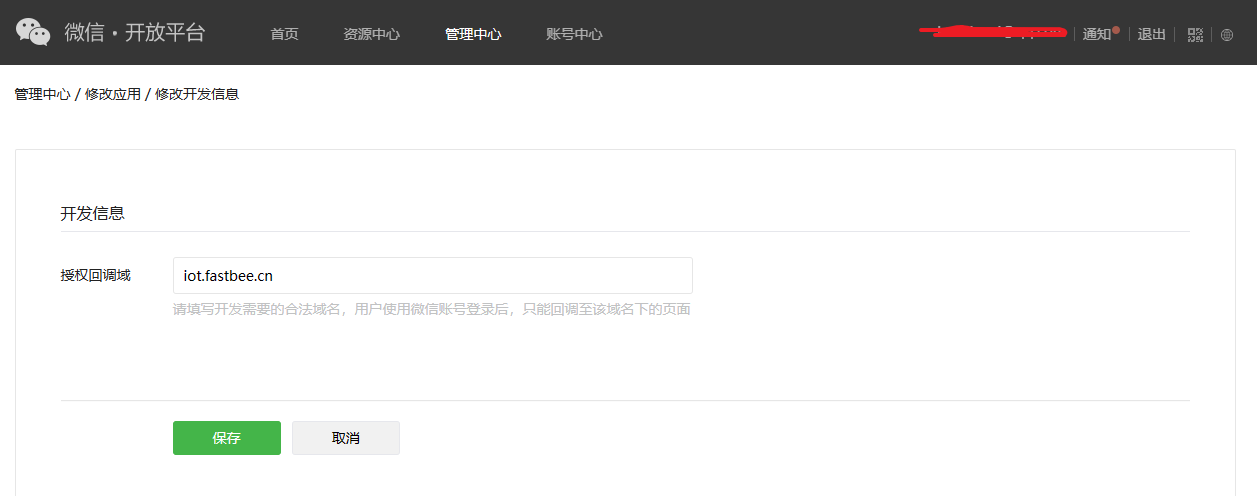 微信·开放平台 首页 资源中心 管理中心 账号中心 通知 退出
管理中心 / 修改应用 / 修改开发信息
开发信息
授权回调域 iot.fastbee.cn
请填写开发需要的合法域名，用户使用微信账号登录后，只能回调至该域名下的页面
保存 取消